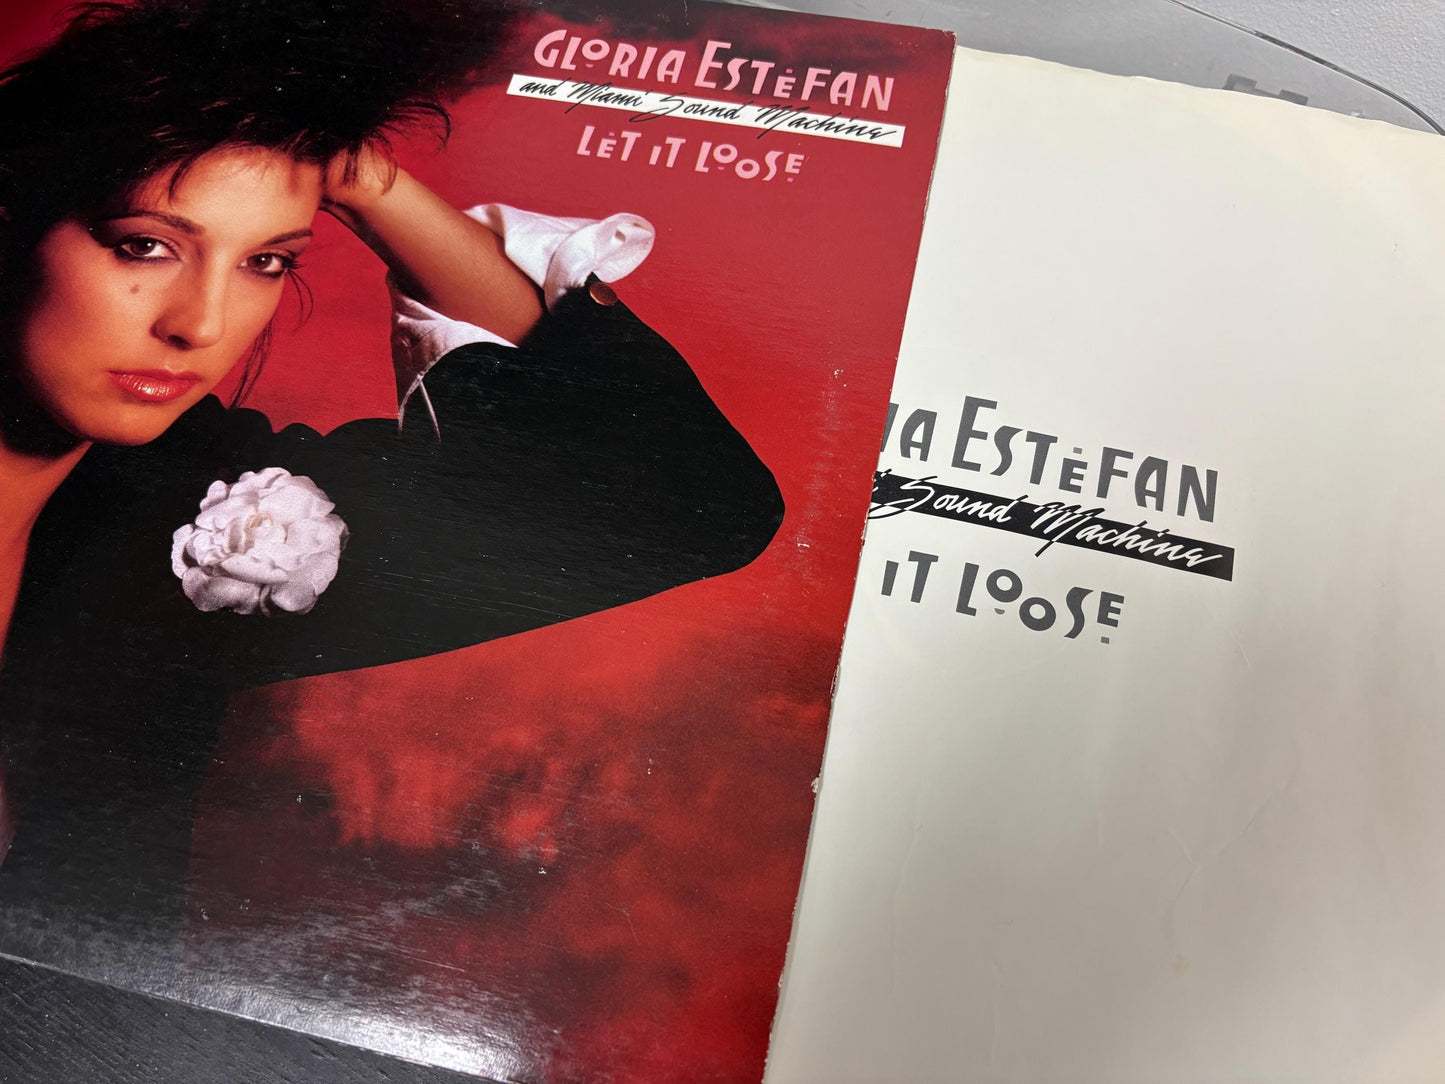 GLORIA ESTEFAN
and Miami Sound Machine
LET IT LOOSE
IA ESTEFAN
Sound Machine
IT LOOSE